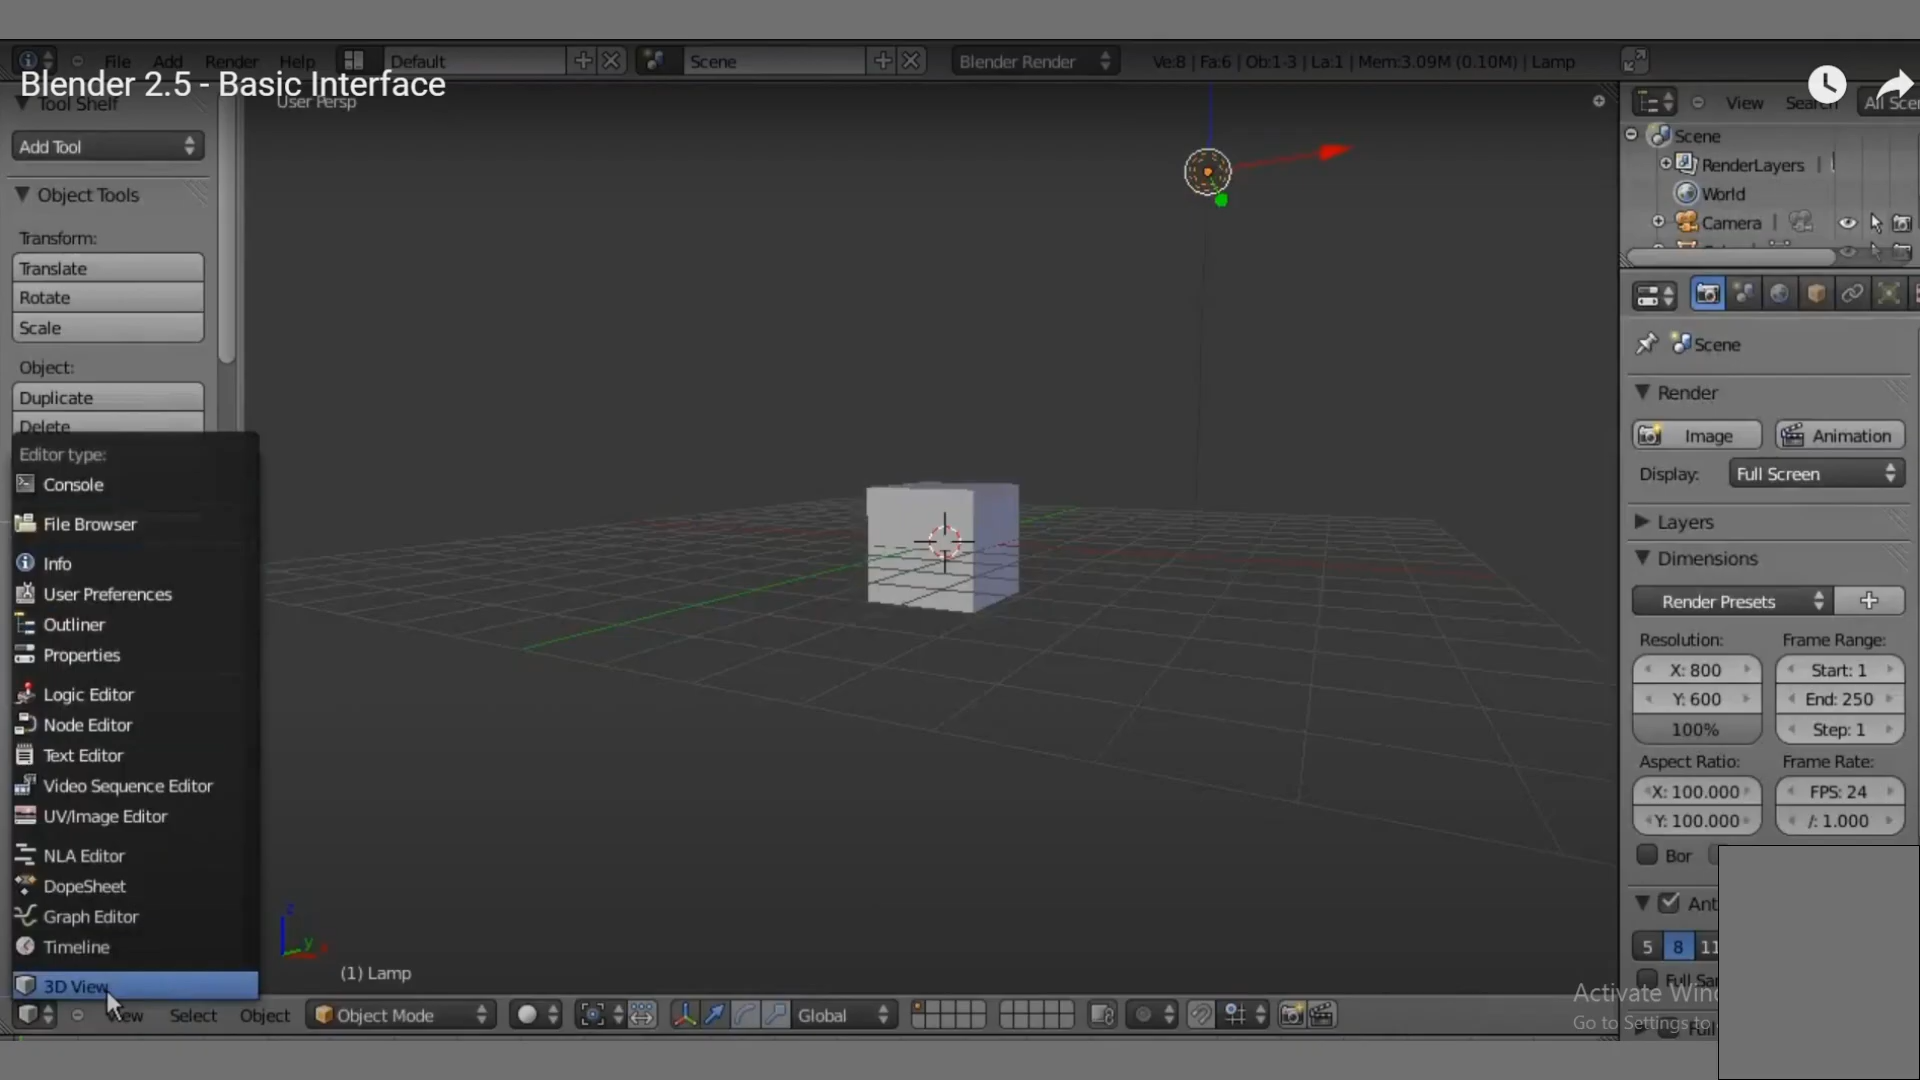 File Add Render Help Default Scene Blender Render Ve:8 | Fa:6 | Ob:1-3 | La:1 | Mem:3.09M (0.10M) | Lamp
Blender 2.5 - Basic Interface
Tool Shelf
User Persp
Add Tool
Object Tools
Transform:
Translate
Rotate
Scale
Object:
Duplicate
Delete
Editor type:
Console
File Browser
Info
User Preferences
Outliner
Properties
Logic Editor
Node Editor
Text Editor
Video Sequence Editor
UV/Image Editor
NLA Editor
DopeSheet
Graph Editor
Timeline
3D View
z
y
x
(1) Lamp
Select Object Object Mode Global
View Search All Sce
Scene
RenderLayers
World
Camera
Scene
Render
Image Animation
Display: Full Screen
Layers
Dimensions
Render Presets
Resolution: Frame Range:
X: 800 Start: 1
Y: 600 End: 250
100% Step: 1
Aspect Ratio: Frame Rate:
X: 100.000 FPS: 24
Y: 100.000 /: 1.000
Bor
Ant
5 8 11
Full Sa
Activate Win
Go to Settings to